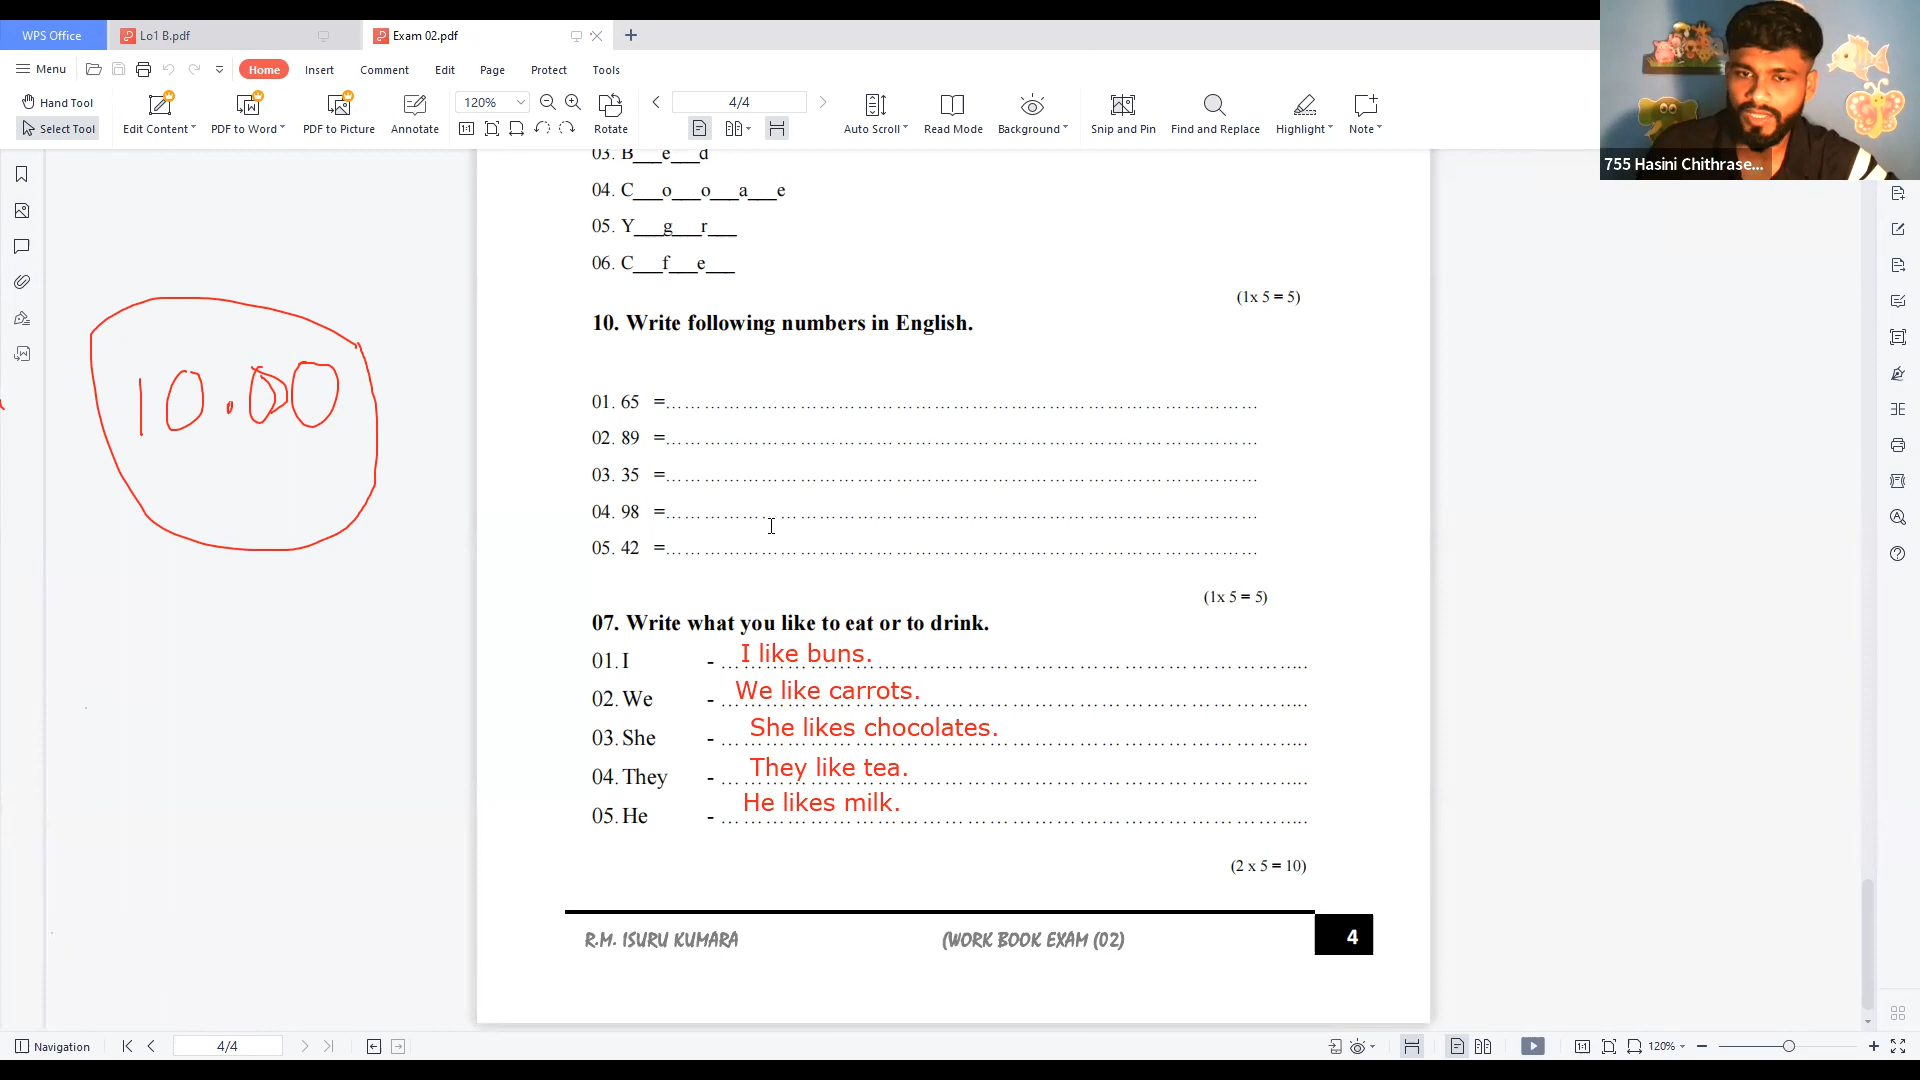 WPS Office
Lo1 B.pdf
Exam 02.pdf
Menu
Home
Insert
Comment
Edit
Page
Protect
Tools
Hand Tool
Select Tool
Edit Content
PDF to Word
PDF to Picture
Annotate
120%
Rotate
4/4
Auto Scroll
Read Mode
Background
Snip and Pin
Find and Replace
Highlight
Note
755 Hasini Chithrase...
03. B___e___d
04. C___o___o___a___e
05. Y___g___r___
06. C___f___e___
(1x 5 = 5)
10. Write following numbers in English.
01. 65 =……………………………………………………………………………
02. 89 =……………………………………………………………………………
03. 35 =……………………………………………………………………………
04. 98 =……………………………………………………………………………
05. 42 =……………………………………………………………………………
(1x 5 = 5)
10.00
07. Write what you like to eat or to drink.
01. I - I like buns.
02. We - We like carrots.
03. She - She likes chocolates.
04. They - They like tea.
05. He - He likes milk.
(2 x 5 = 10)
R.M. ISURU KUMARA (WORK BOOK EXAM (02) 4
Navigation
4/4
120%